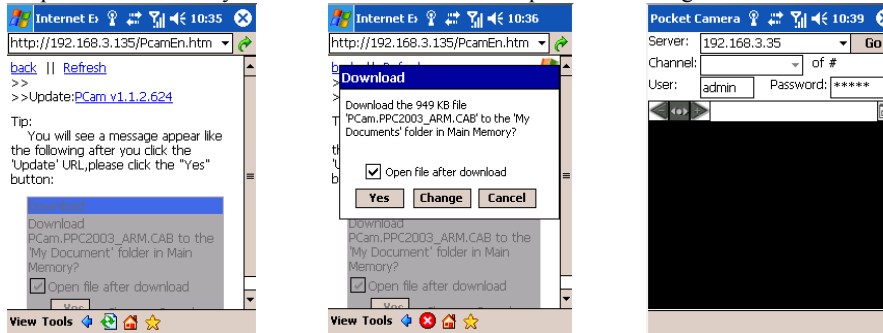 Internet Ex 10:35
http://192.168.3.135/PcamEn.htm
back || Refresh
>>
>>Update:PCam v1.1.2.624
Tip:
You will see a message appear like
the following after you click the
'Update' URL,please click the "Yes"
button:
Download
Download
PCam.PPC2003_ARM.CAB to the
'My Document' folder in Main
Memory?
Open file after download
Yes
View Tools
Internet Ex 10:36
http://192.168.3.135/PcamEn.htm
Download
Download the 949 KB file
'PCam.PPC2003_ARM.CAB' to the 'My
Documents' folder in Main Memory?
Open file after download
Yes Change Cancel
Download
PCam.PPC2003_ARM.CAB to the
'My Document' folder in Main
Memory?
Open file after download
Yes
View Tools
Pocket Camera 10:39
Server: 192.168.3.35 Go
Channel: of #
User: admin Password: *****